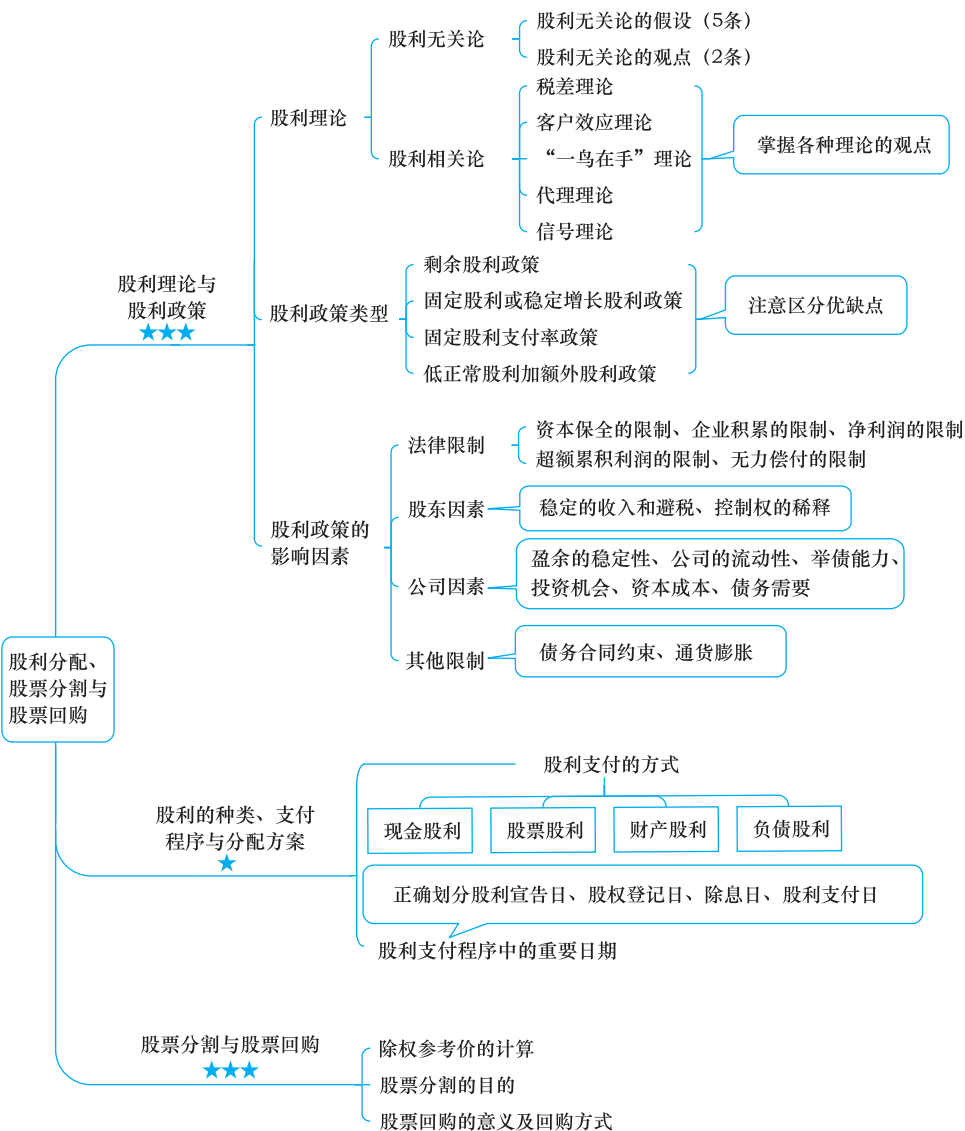 股利分配、
股票分割与
股票回购
股利理论与
股利政策
★★★
股利理论
股利无关论
股利无关论的假设（5条）
股利无关论的观点（2条）
股利相关论
税差理论
客户效应理论
“一鸟在手”理论
代理理论
信号理论
掌握各种理论的观点
股利政策类型
剩余股利政策
固定股利或稳定增长股利政策
固定股利支付率政策
低正常股利加额外股利政策
注意区分优缺点
股利政策的
影响因素
法律限制
资本保全的限制、企业积累的限制、净利润的限制
超额累积利润的限制、无力偿付的限制
股东因素
稳定的收入和避税、控制权的稀释
公司因素
盈余的稳定性、公司的流动性、举债能力、
投资机会、资本成本、债务需要
其他限制
债务合同约束、通货膨胀
股利的种类、支付
程序与分配方案
★
股利支付的方式
现金股利
股票股利
财产股利
负债股利
正确划分股利宣告日、股权登记日、除息日、股利支付日
股利支付程序中的重要日期
股票分割与股票回购
★★★
除权参考价的计算
股票分割的目的
股票回购的意义及回购方式